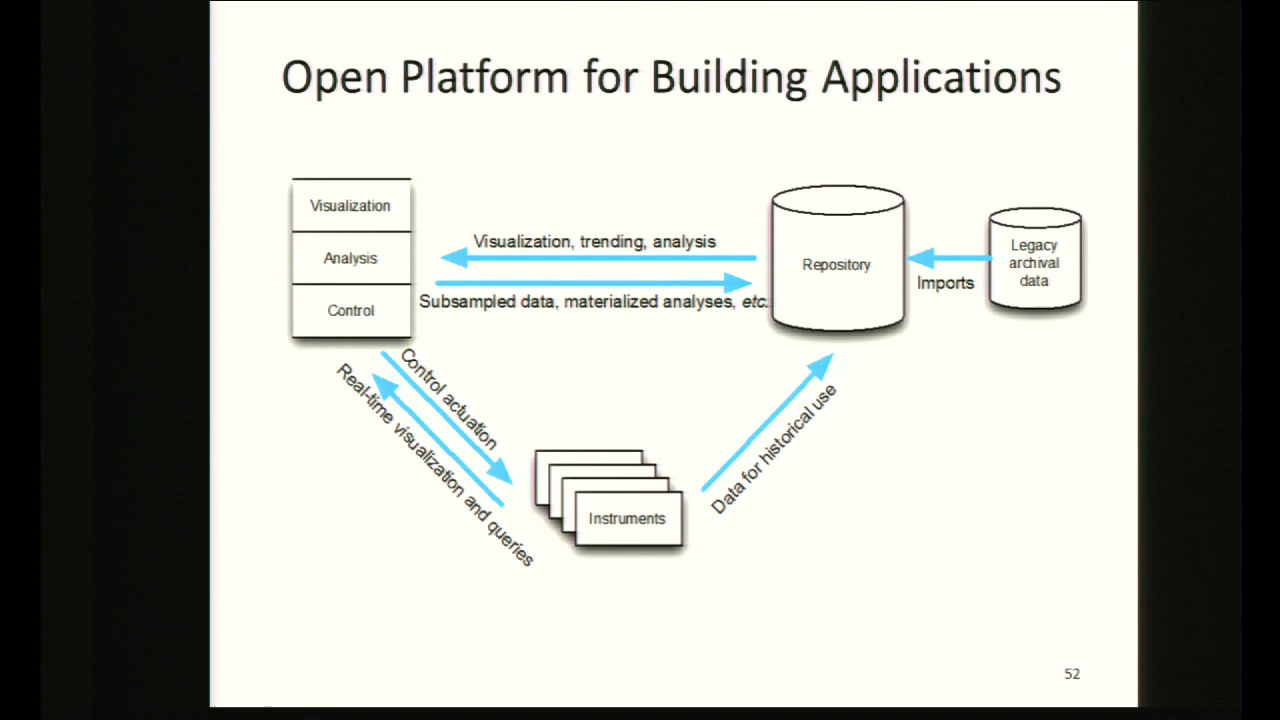 Open Platform for Building Applications
Visualization
Analysis
Control
Visualization, trending, analysis
Subsampled data, materialized analyses, etc.
Repository
Imports
Legacy
archival
data
Control actuation
Real-time visualization and queries
Instruments
Data for historical use
52